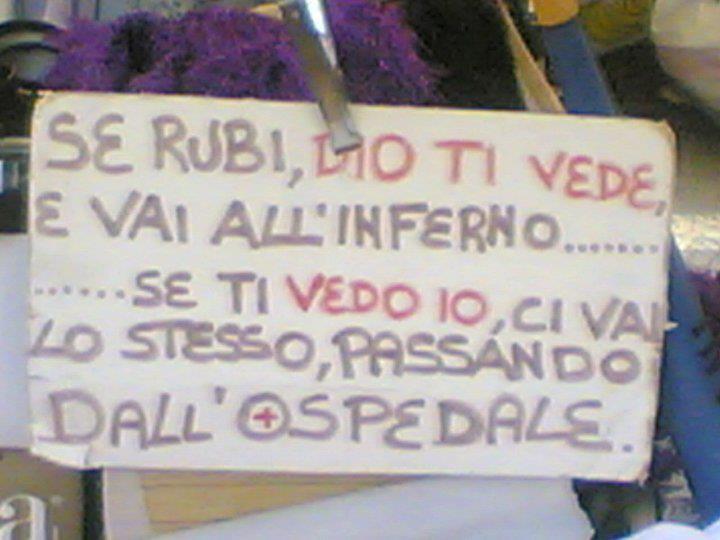 SE RUBI, DIO TI VEDE,
E VAI ALL'INFERNO.......
......SE TI VEDO IO, CI VAI
LO STESSO, PASSANDO
DALL'OSPEDALE.
a